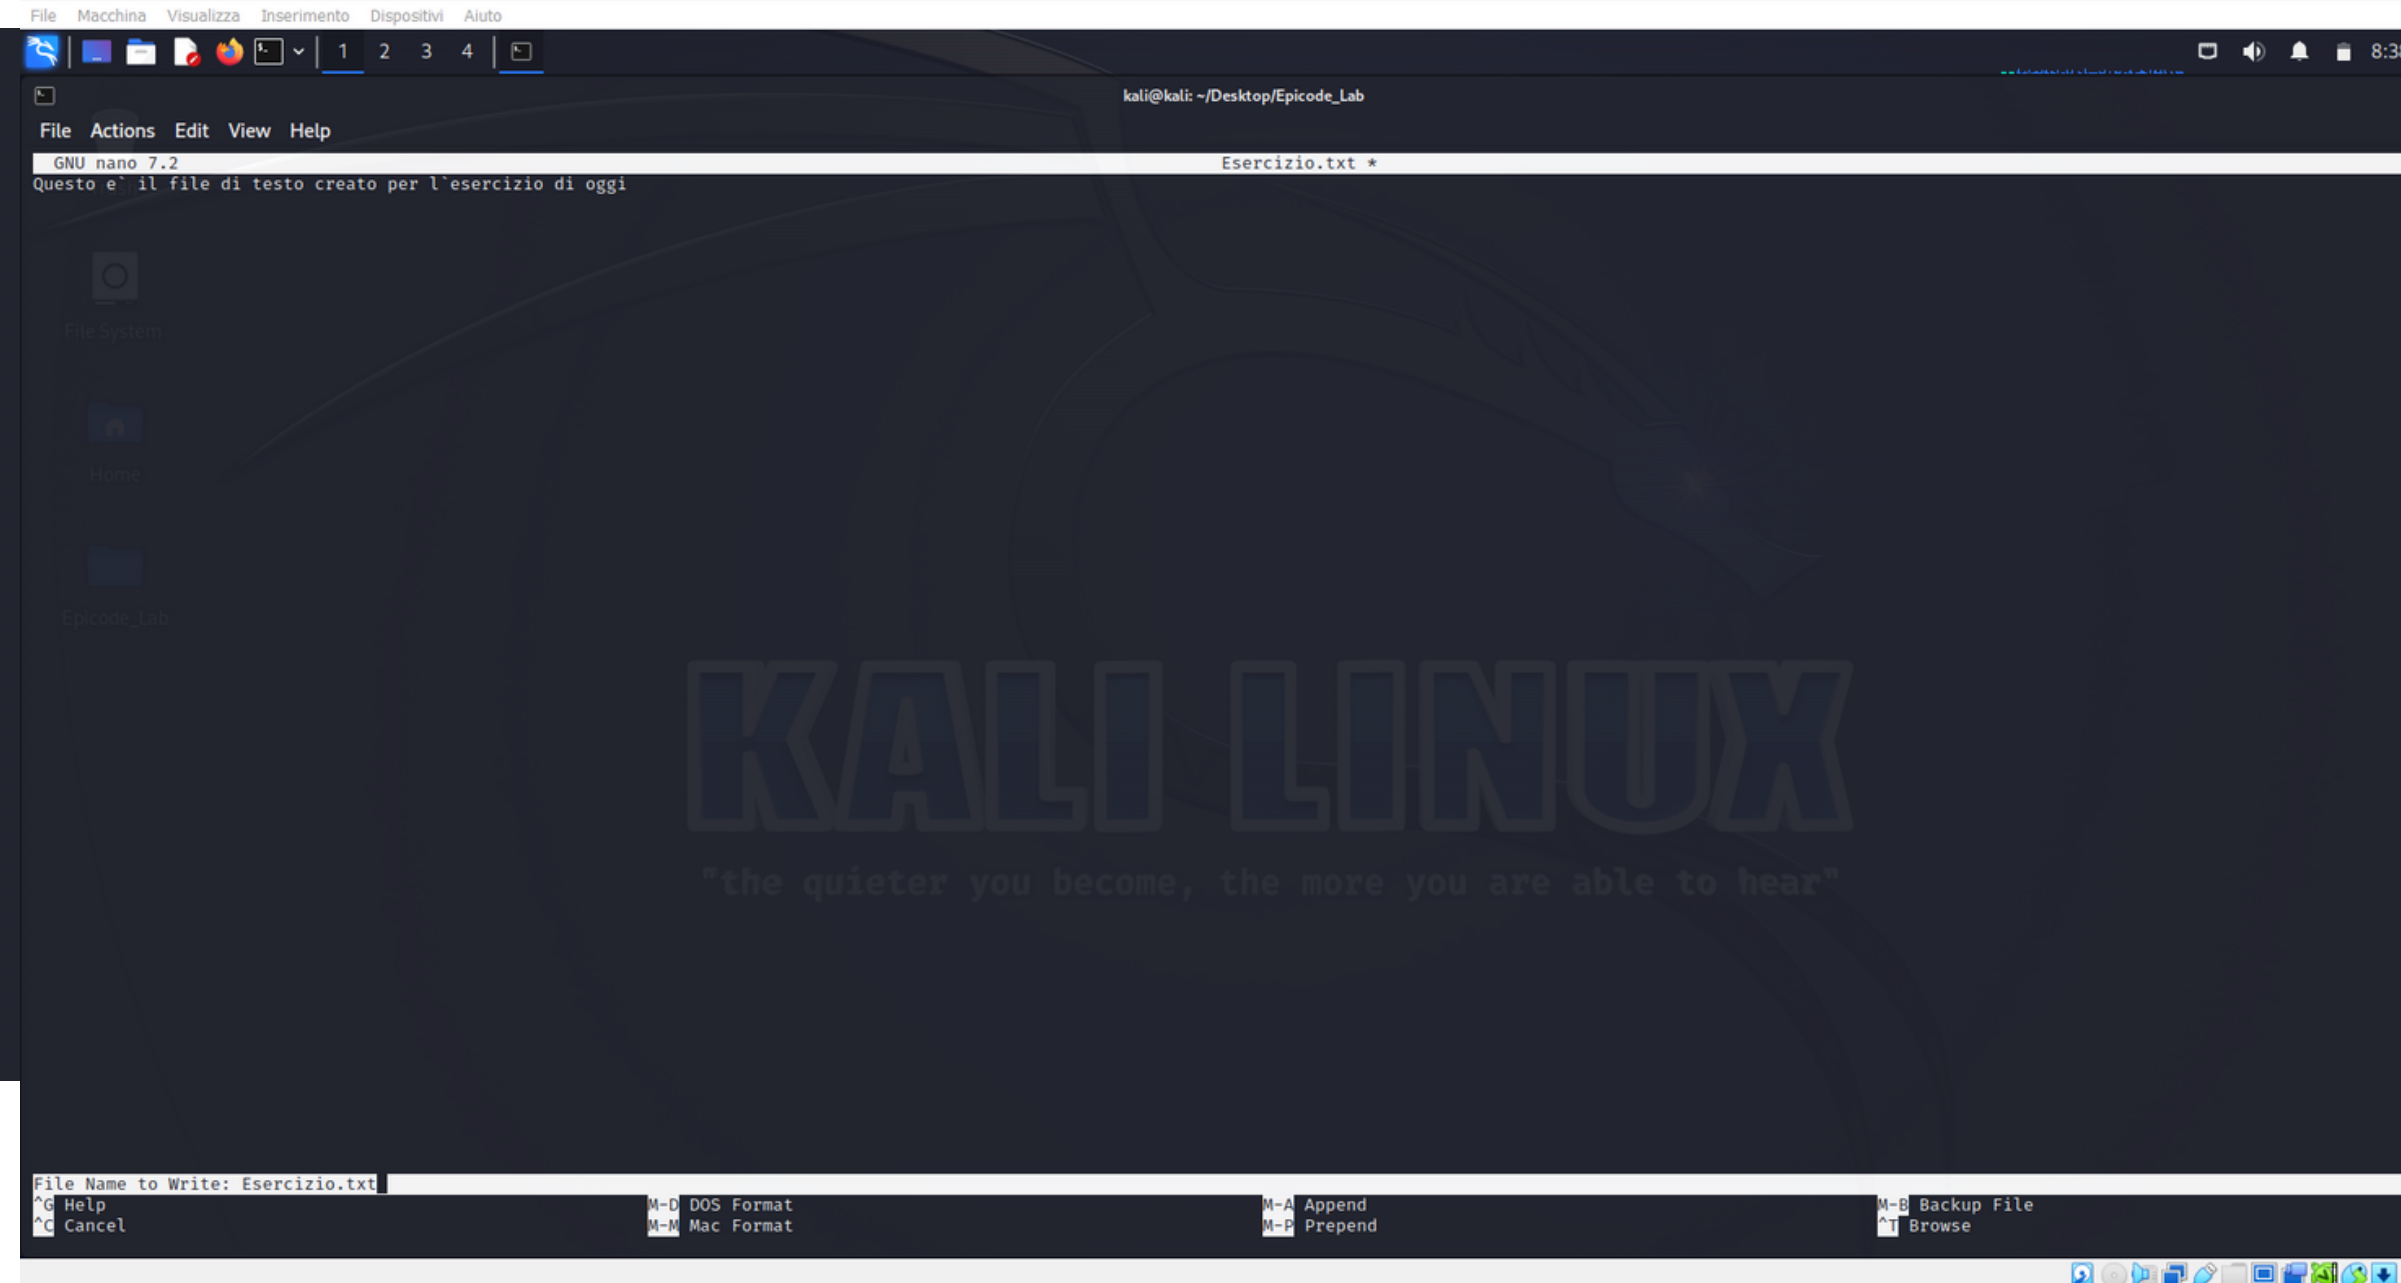 File Macchina Visualizza Inserimento Dispositivi Aiuto
1 2 3 4
kali@kali: ~/Desktop/Epicode_Lab
File Actions Edit View Help
GNU nano 7.2 Esercizio.txt *
Questo e` il file di testo creato per l`esercizio di oggi
File System
Home
Epicode_Lab
KALI LINUX
"the quieter you become, the more you are able to hear"
File Name to Write: Esercizio.txt
^G Help M-D DOS Format M-A Append M-B Backup File
^C Cancel M-M Mac Format M-P Prepend ^T Browse